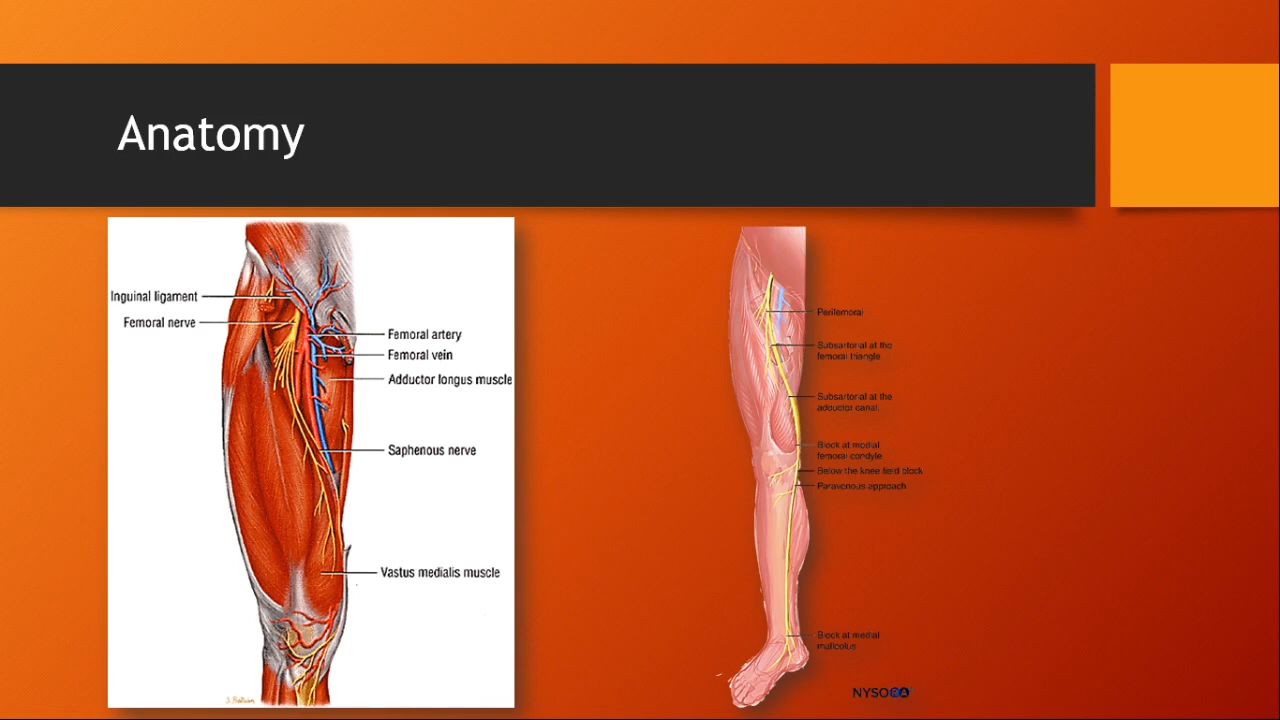 Anatomy
Inguinal ligament
Femoral nerve
Femoral artery
Femoral vein
Adductor longus muscle
Saphenous nerve
Vastus medialis muscle
Perifemoral
Subsartorial at the
femoral triangle
Subsartorial at the
adductor canal.
Block at medial
femoral condyle
Below the knee field block
Paravenous approach
Block at medial
malleolus
NYSORA